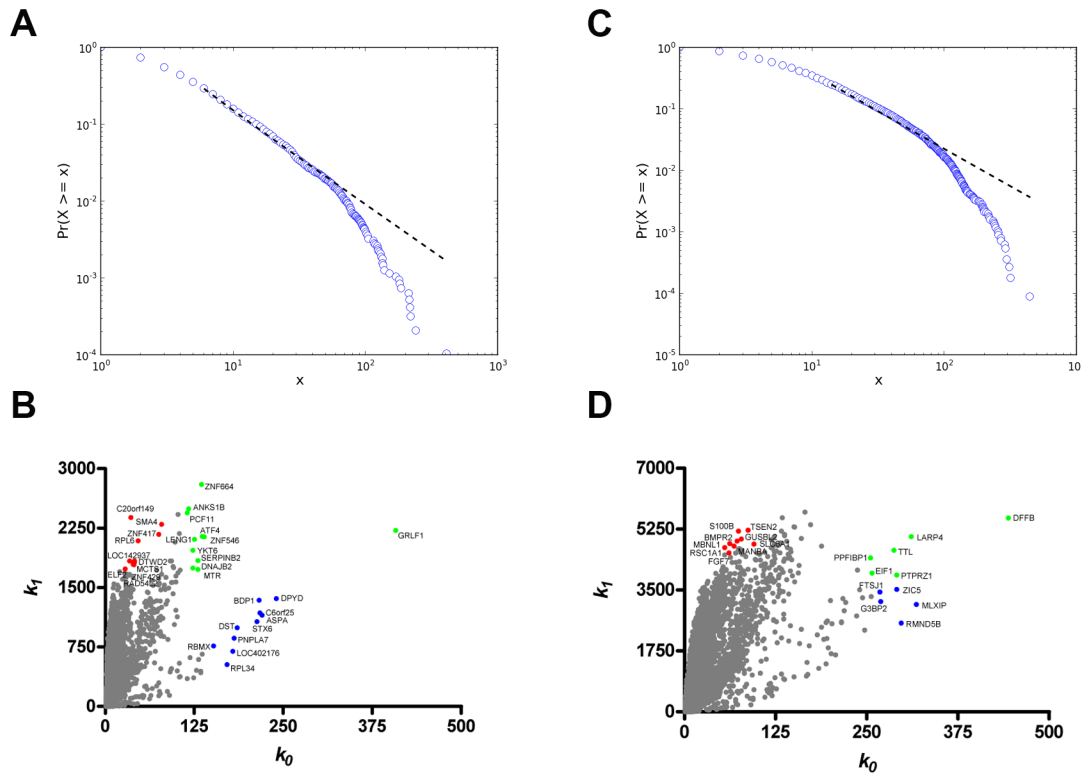 A
C
10^0
10^-1
10^-2
10^-3
10^-4
Pr(X >= x)
10^0
10^1
10^2
10^3
x
10^0
10^-1
10^-2
10^-3
10^-4
10^-5
Pr(X >= x)
10^0
10^1
10^2
10
x
B
D
3000
2250
1500
750
0
k1
ZNF664
C20orf149
ANKS1B
SMA4
PCF11
ZNF417
ATF4
GRLF1
RPL6
LENG1
ZNF546
YKT6
LOC142937
SERPINB2
DTWD2
DNAJB2
MCTS1
ELF2
ZNF429
MTR
BDP1
DPYD
C6orf25
ASPA
DST
STX6
PNPLA7
RBMX
LOC402176
RPL34
0
125
250
375
500
k0
7000
5250
3500
1750
0
k1
DFFB
S100B
TSEN2
BMPR2
GUSBL2
LARP4
MBNL1
RSC1A1
MANBA
TTL
FGF7
PPFIBP1
EIF1
PTPRZ1
FTSJ1
ZIC5
G3BP2
MLXIP
RMND5B
0
125
250
375
500
k0